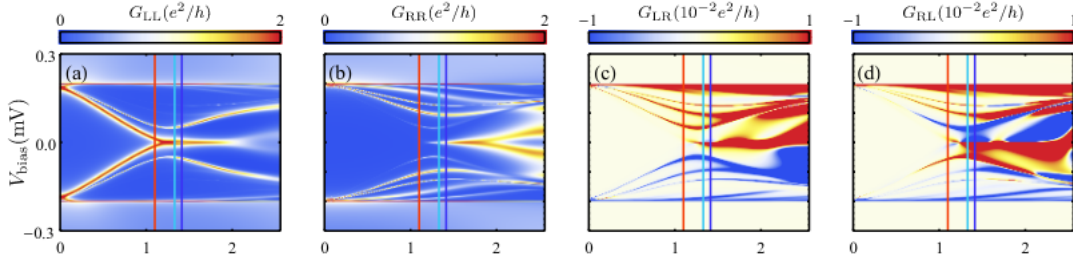 G_LL(e²/h) G_RR(e²/h) G_LR(10⁻²e²/h) G_RL(10⁻²e²/h)
0 2 0 2 −1 1 −1 1
0.3
(a) (b) (c) (d)
0.0
−0.3
V_bias(mV)
0 1 2 0 1 2 0 1 2 0 1 2